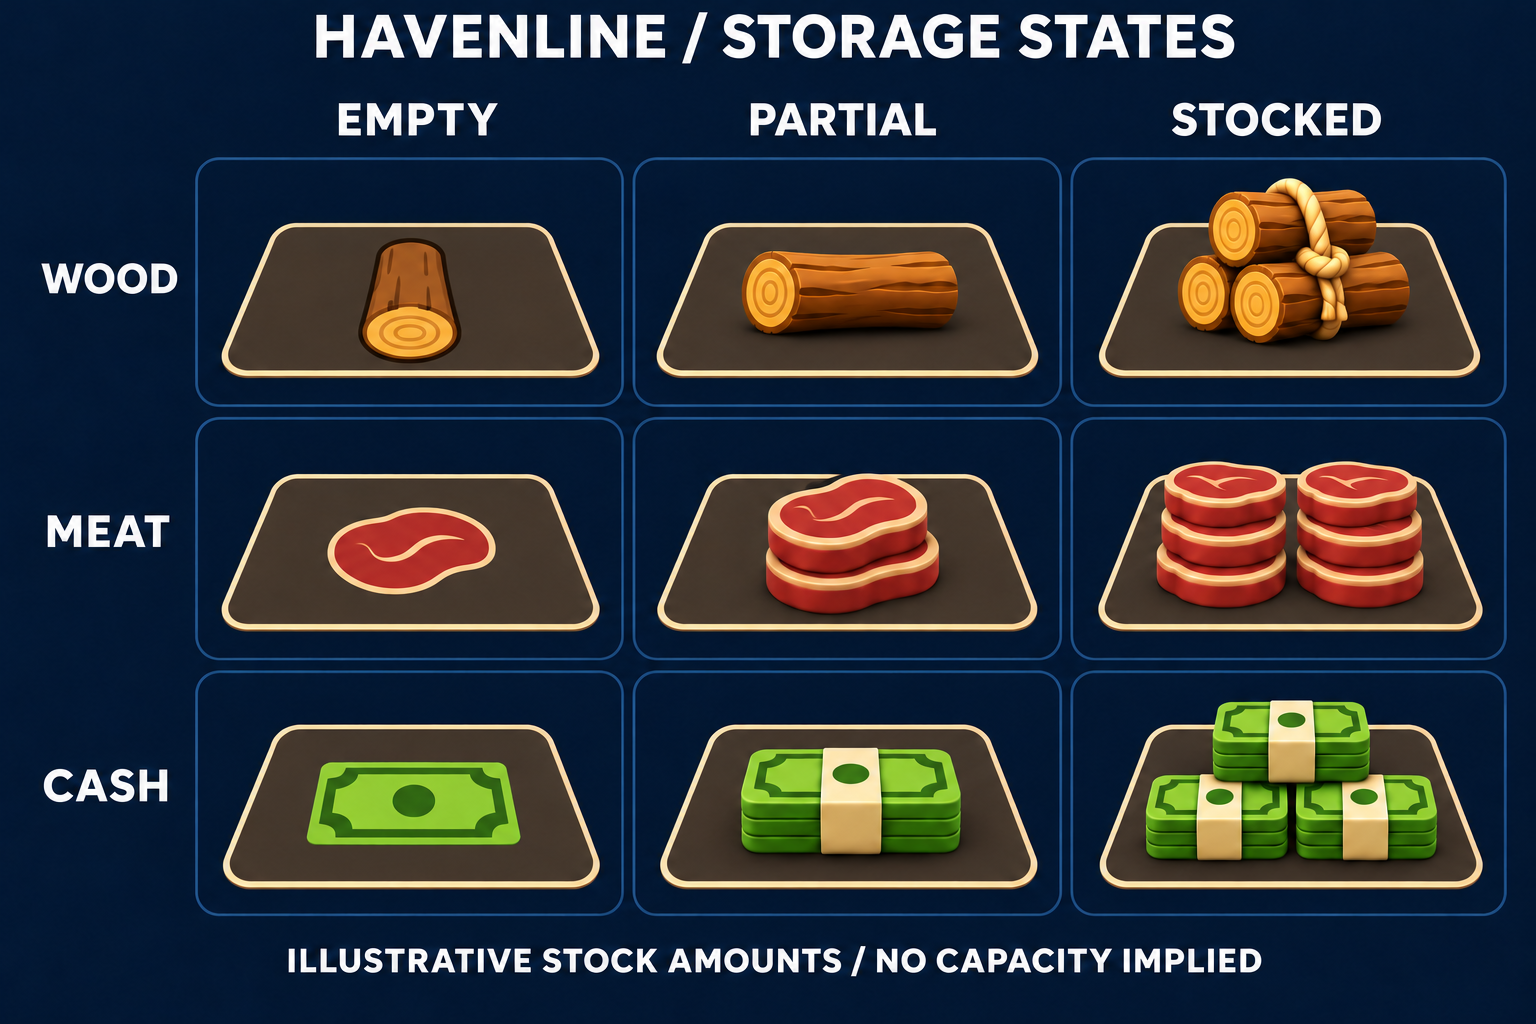 HAVENLINE / STORAGE STATES
EMPTY PARTIAL STOCKED
WOOD
MEAT
CASH
ILLUSTRATIVE STOCK AMOUNTS / NO CAPACITY IMPLIED